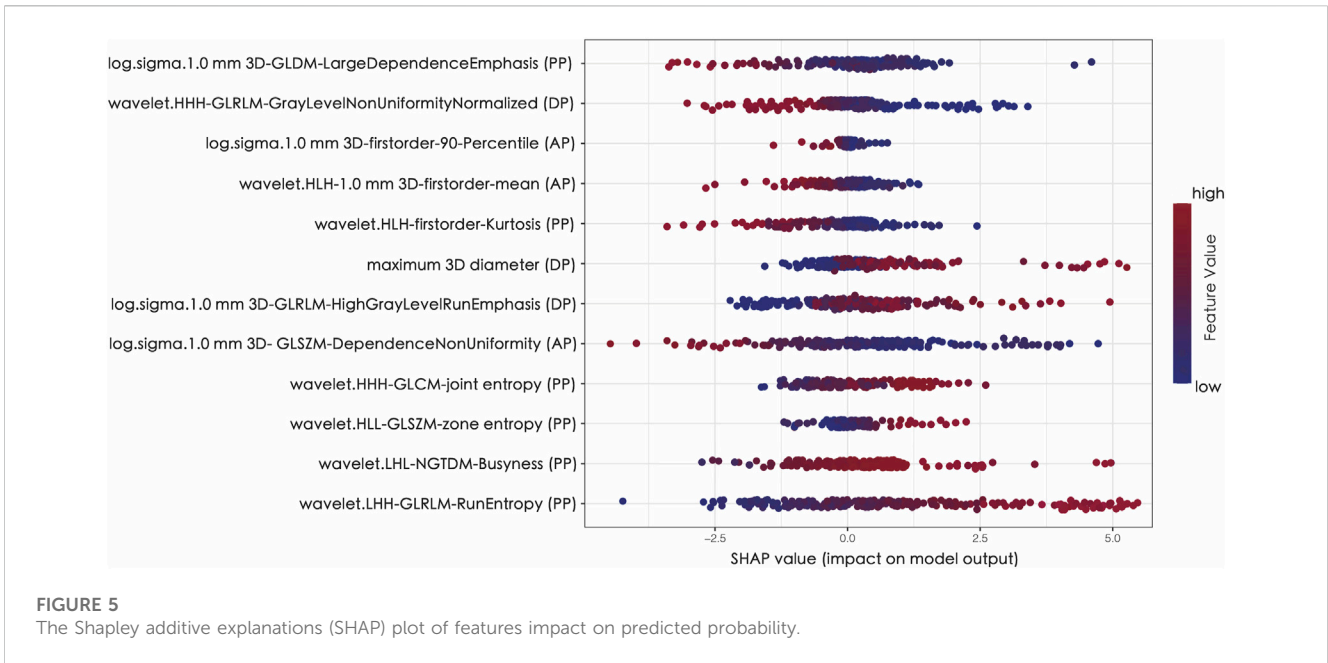 log.sigma.1.0 mm 3D-GLDM-LargeDependenceEmphasis (PP)
wavelet.HHH-GLRLM-GrayLevelNonUniformityNormalized (DP)
log.sigma.1.0 mm 3D-firstorder-90-Percentile (AP)
wavelet.HLH-1.0 mm 3D-firstorder-mean (AP)
wavelet.HLH-firstorder-Kurtosis (PP)
maximum 3D diameter (DP)
log.sigma.1.0 mm 3D-GLRLM-HighGrayLevelRunEmphasis (DP)
log.sigma.1.0 mm 3D- GLSZM-DependenceNonUniformity (AP)
wavelet.HHH-GLCM-joint entropy (PP)
wavelet.HLL-GLSZM-zone entropy (PP)
wavelet.LHL-NGTDM-Busyness (PP)
wavelet.LHH-GLRLM-RunEntropy (PP)
−2.5 0.0 2.5 5.0
SHAP value (impact on model output)
high
Feature Value
low
FIGURE 5
The Shapley additive explanations (SHAP) plot of features impact on predicted probability.